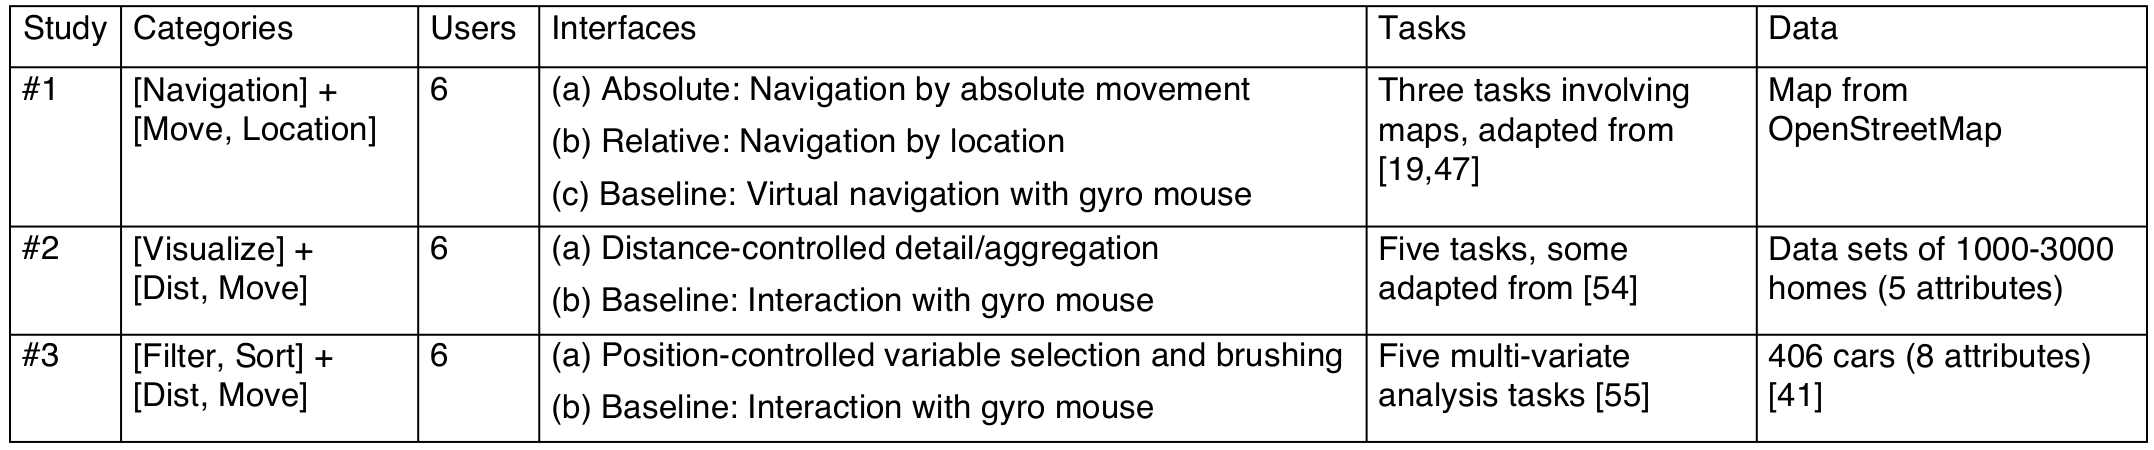 Study Categories Users Interfaces Tasks Data
#1 [Navigation] + 6 (a) Absolute: Navigation by absolute movement Three tasks involving Map from
[Move, Location] (b) Relative: Navigation by location maps, adapted from OpenStreetMap
(c) Baseline: Virtual navigation with gyro mouse [19,47]
#2 [Visualize] + 6 (a) Distance-controlled detail/aggregation Five tasks, some Data sets of 1000-3000
[Dist, Move] (b) Baseline: Interaction with gyro mouse adapted from [54] homes (5 attributes)
#3 [Filter, Sort] + 6 (a) Position-controlled variable selection and brushing Five multi-variate 406 cars (8 attributes)
[Dist, Move] (b) Baseline: Interaction with gyro mouse analysis tasks [55] [41]